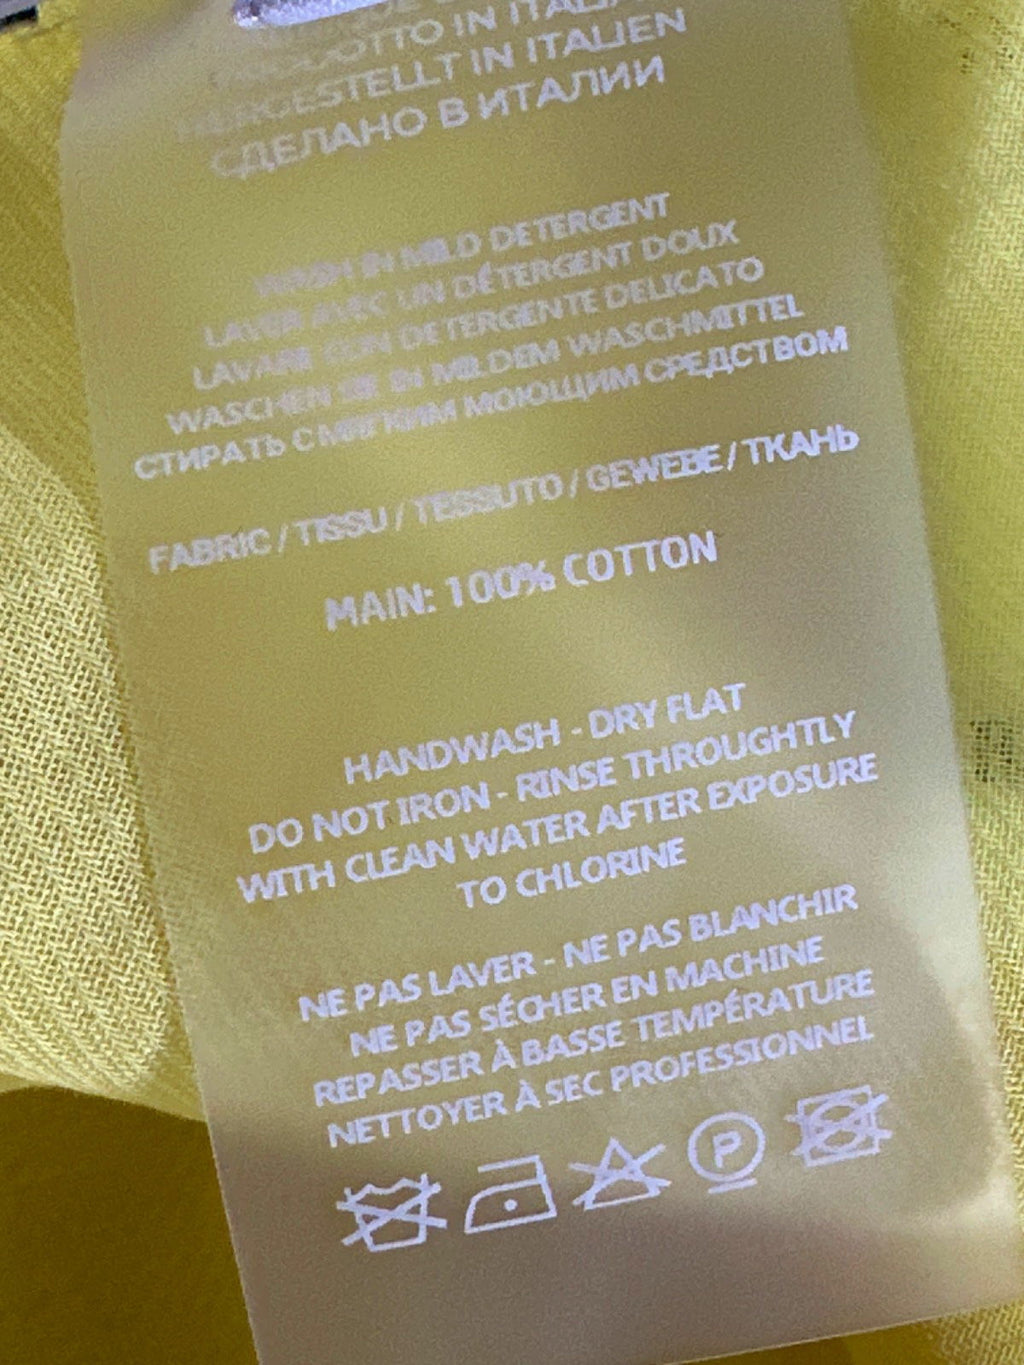 PRODOTTO IN ITALIA
HERGESTELLT IN ITALIEN
СДЕЛАНО В ИТАЛИИ
WASH IN MILD DETERGENT
LAVER AVEC UN DÉTERGENT DOUX
LAVARE CON DETERGENTE DELICATO
WASCHEN SIE IN MILDEM WASCHMITTEL
СТИРАТЬ С МЯГКИМ МОЮЩИМ СРЕДСТВОМ
FABRIC / TISSU / TESSUTO / GEWEBE / ТКАНЬ
MAIN: 100% COTTON
HANDWASH - DRY FLAT
DO NOT IRON - RINSE THROUGHTLY
WITH CLEAN WATER AFTER EXPOSURE
TO CHLORINE
NE PAS LAVER - NE PAS BLANCHIR
NE PAS SÉCHER EN MACHINE
REPASSER À BASSE TEMPÉRATURE
NETTOYER À SEC PROFESSIONNEL
P